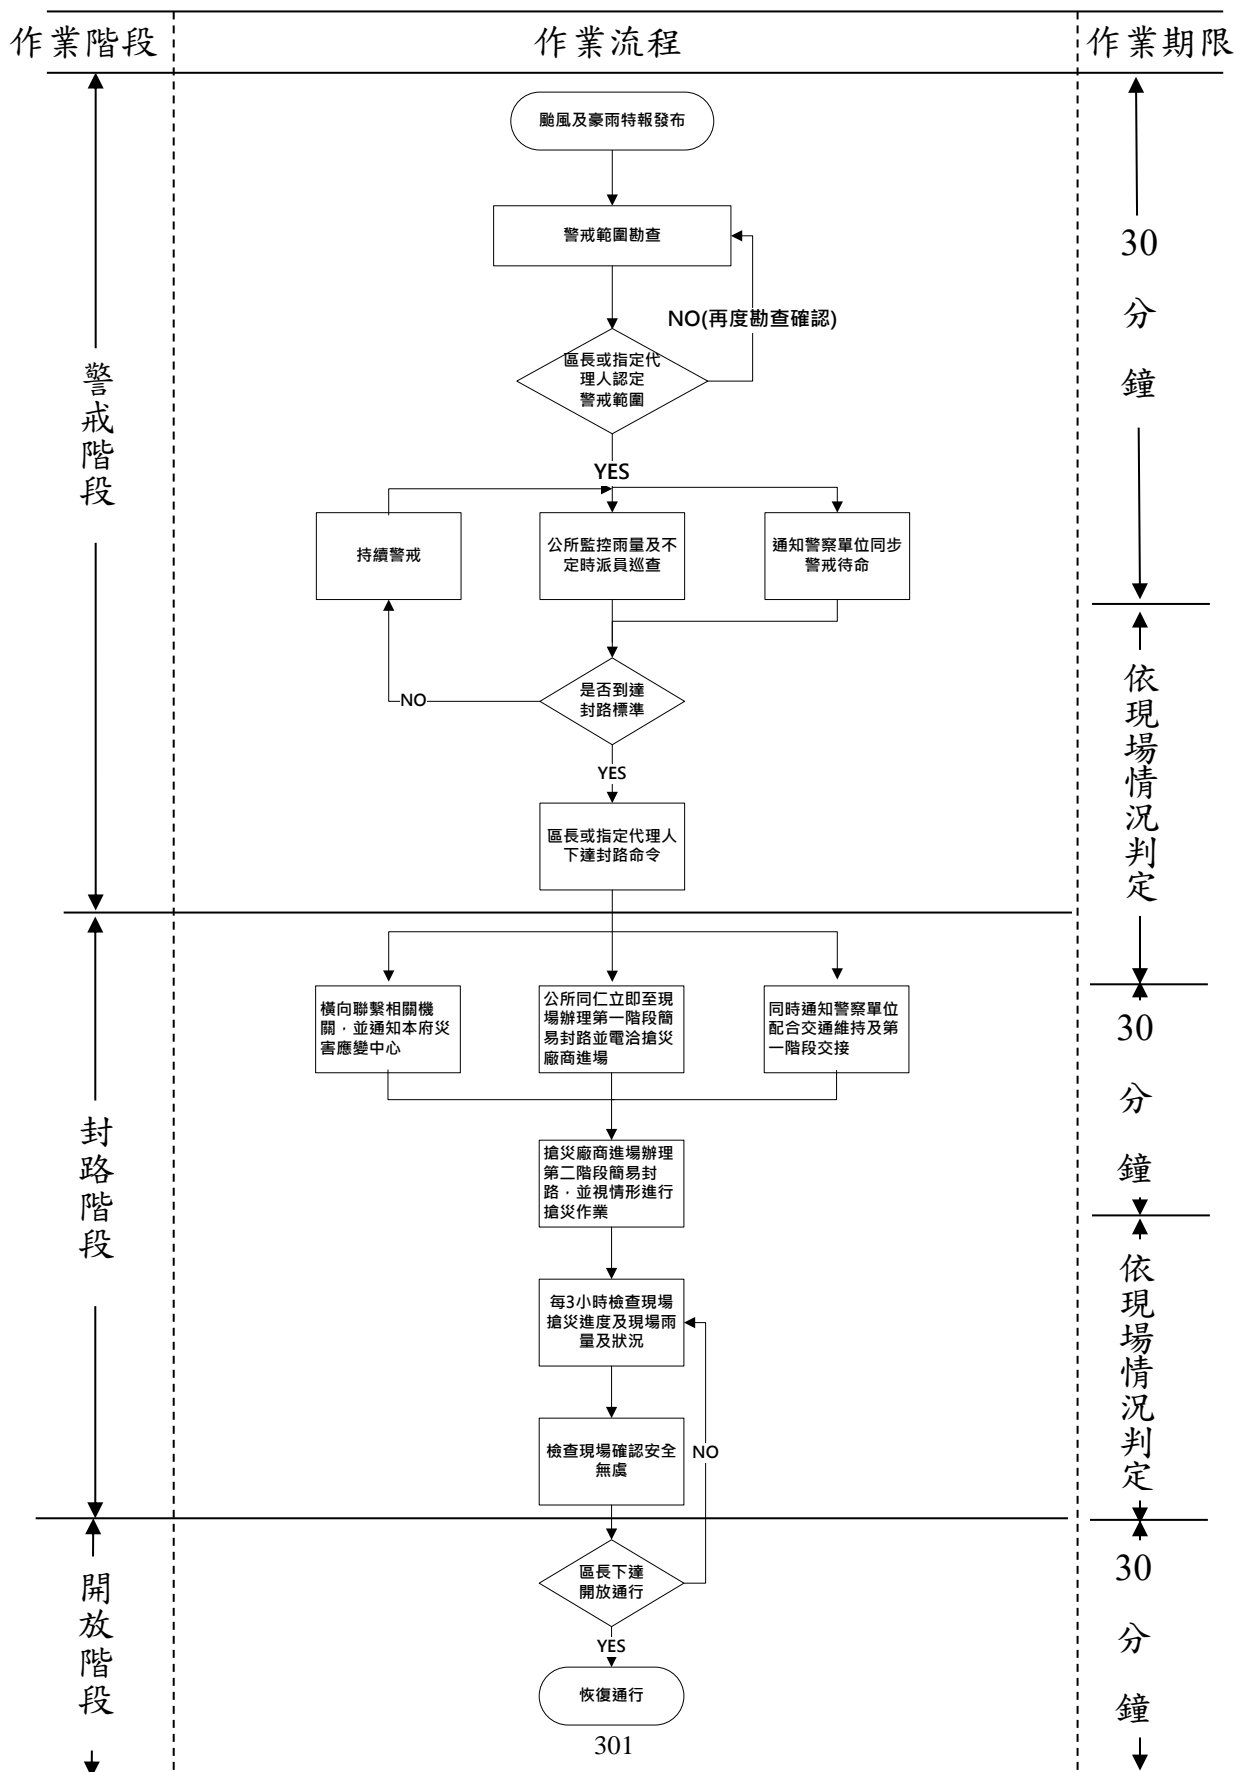 作業階段
作業流程
作業期限
颱風及豪雨特報發布
警戒範圍勘查
NO(再度勘查確認)
區長或指定代
理人認定
警戒範圍
YES
持續警戒
公所監控雨量及不
定時派員巡查
通知警察單位同步
警戒待命
是否到達
封路標準
NO
YES
區長或指定代理人
下達封路命令
警戒階段
30
分
鐘
依現場情況判定
橫向聯繫相關機
關，並通知本府災
害應變中心
公所同仁立即至現
場辦理第一階段簡
易封路並電洽搶災
廠商進場
同時通知警察單位
配合交通維持及第
一階段交接
搶災廠商進場辦理
第二階段簡易封
路，並視情形進行
搶災作業
每3小時檢查現場
搶災進度及現場雨
量及狀況
檢查現場確認安全
無虞
NO
封路階段
30
分
鐘
依現場情況判定
區長下達
開放通行
YES
恢復通行
開放階段
30
分
鐘
301